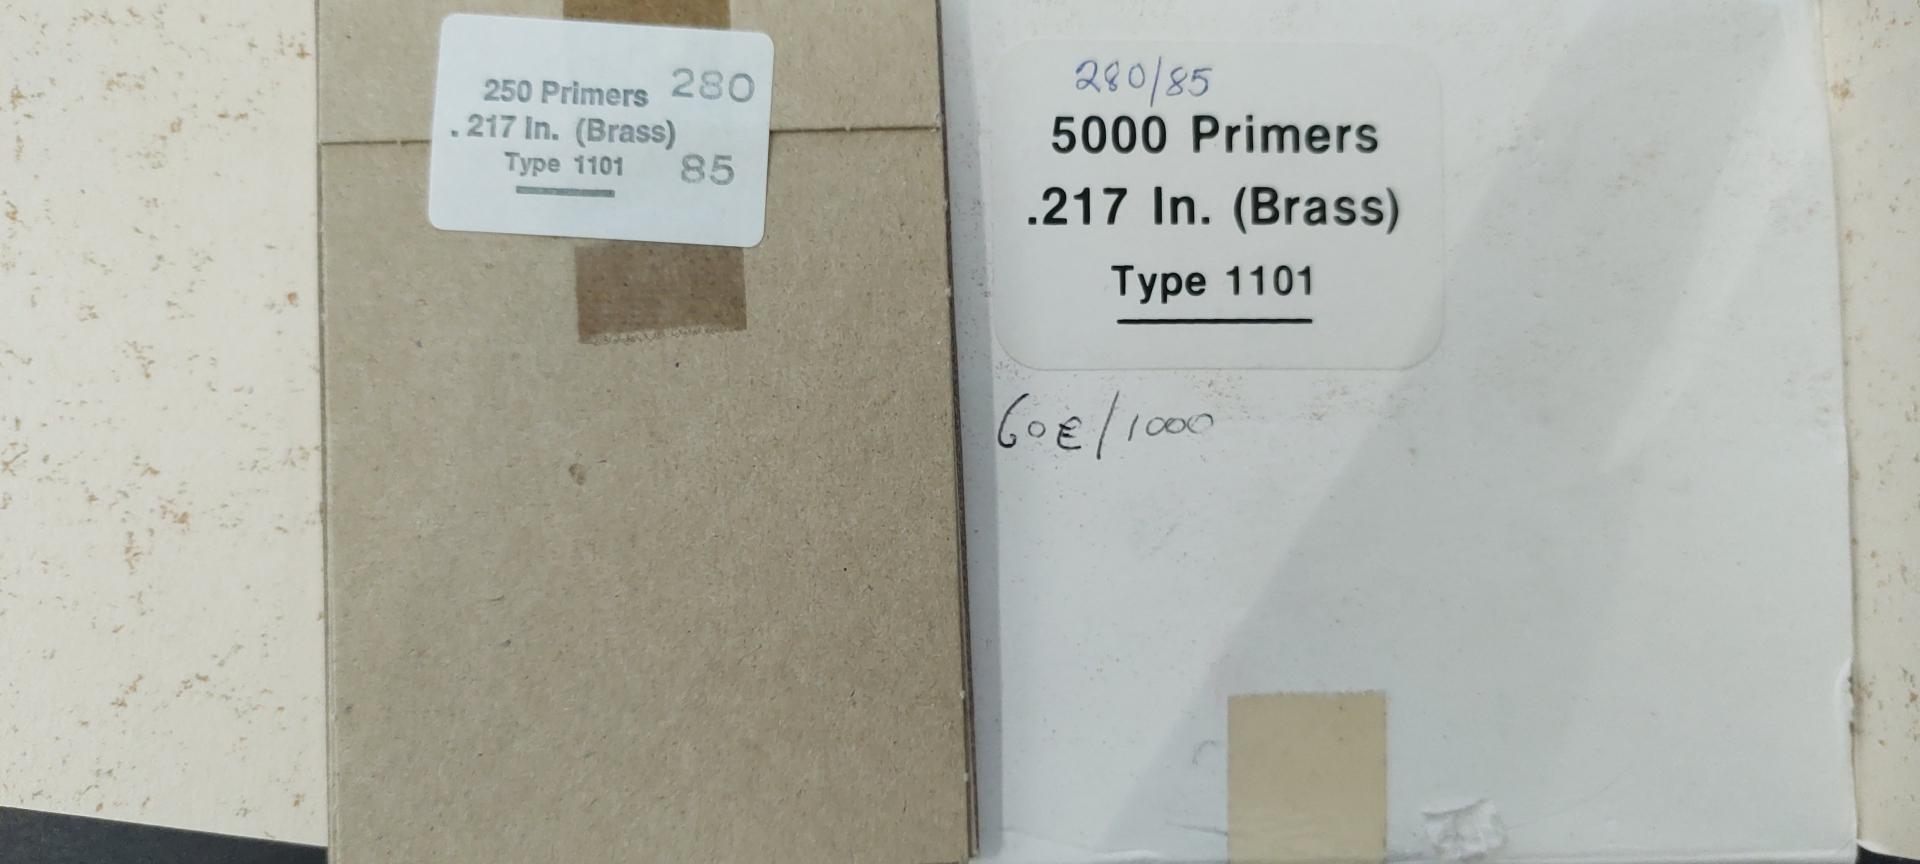 250 Primers 280
.217 In. (Brass)
Type 1101 85
280/85
5000 Primers
.217 In. (Brass)
Type 1101
60€/1000